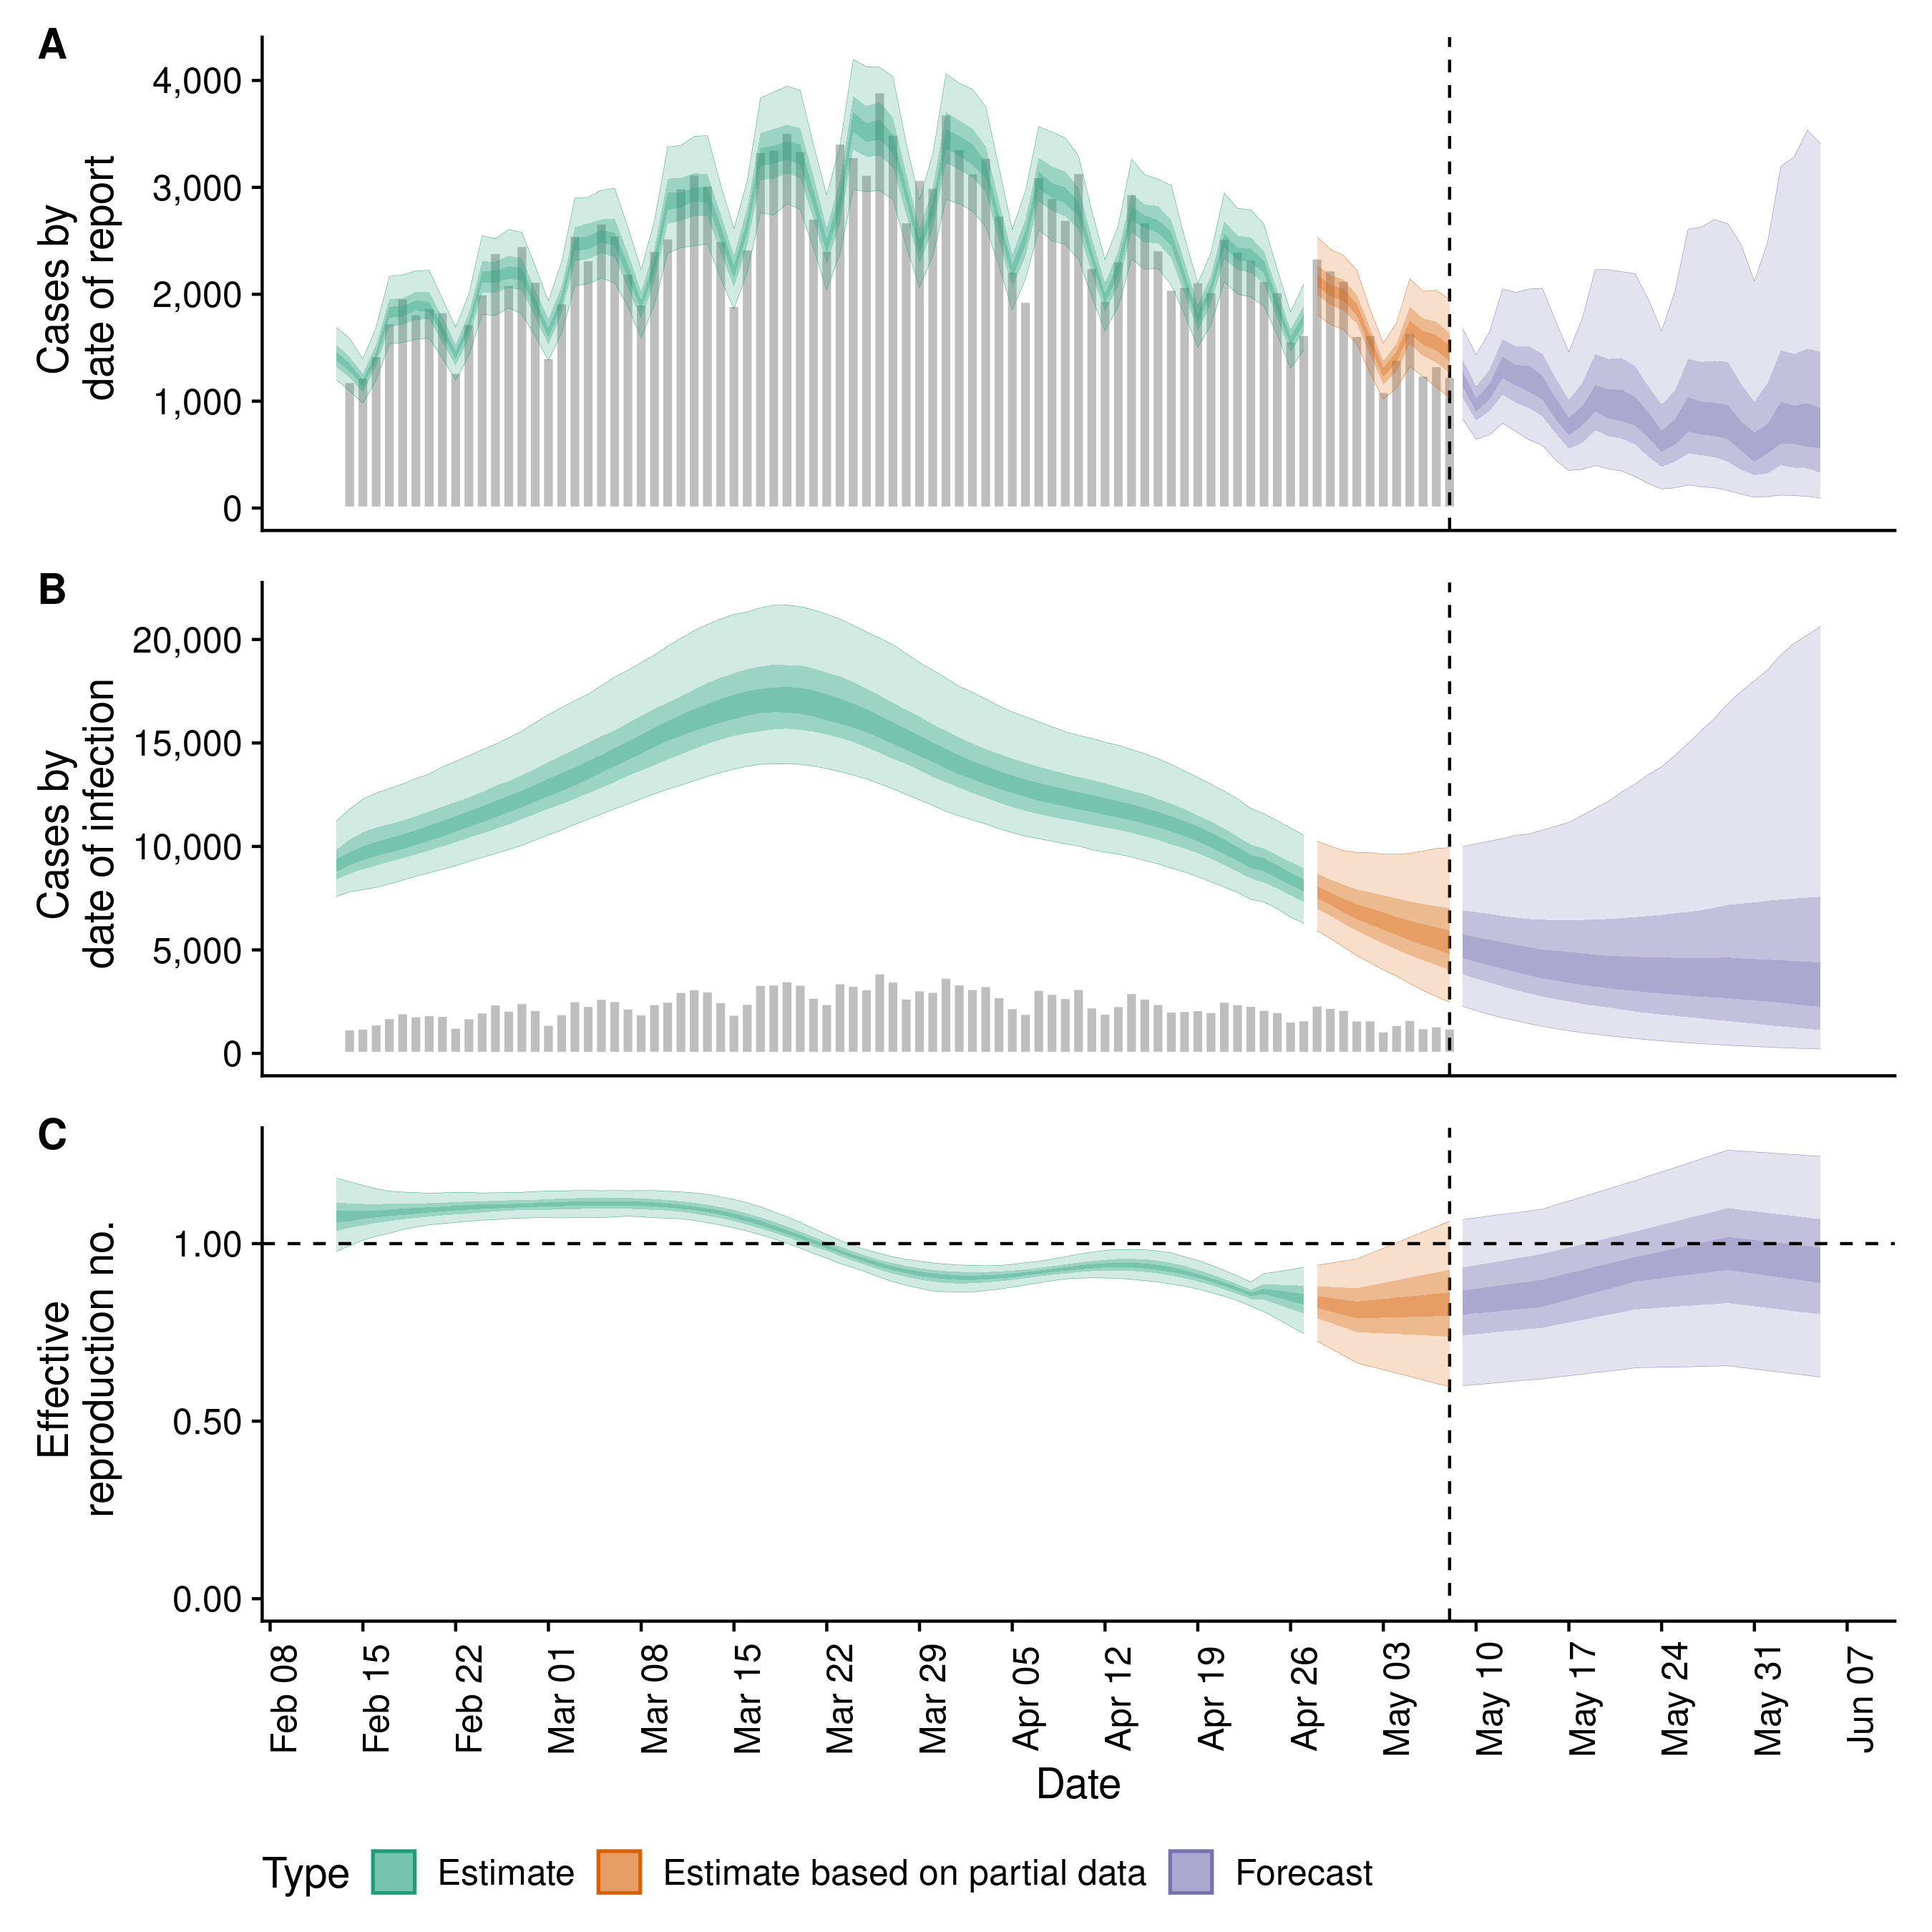 A
Cases by
date of report
4,000
3,000
2,000
1,000
0
B
Cases by
date of infection
20,000
15,000
10,000
5,000
0
C
Effective
reproduction no.
1.00
0.50
0.00
Feb 08
Feb 15
Feb 22
Mar 01
Mar 08
Mar 15
Mar 22
Mar 29
Apr 05
Apr 12
Apr 19
Apr 26
May 03
May 10
May 17
May 24
May 31
Jun 07
Date
Type Estimate Estimate based on partial data Forecast